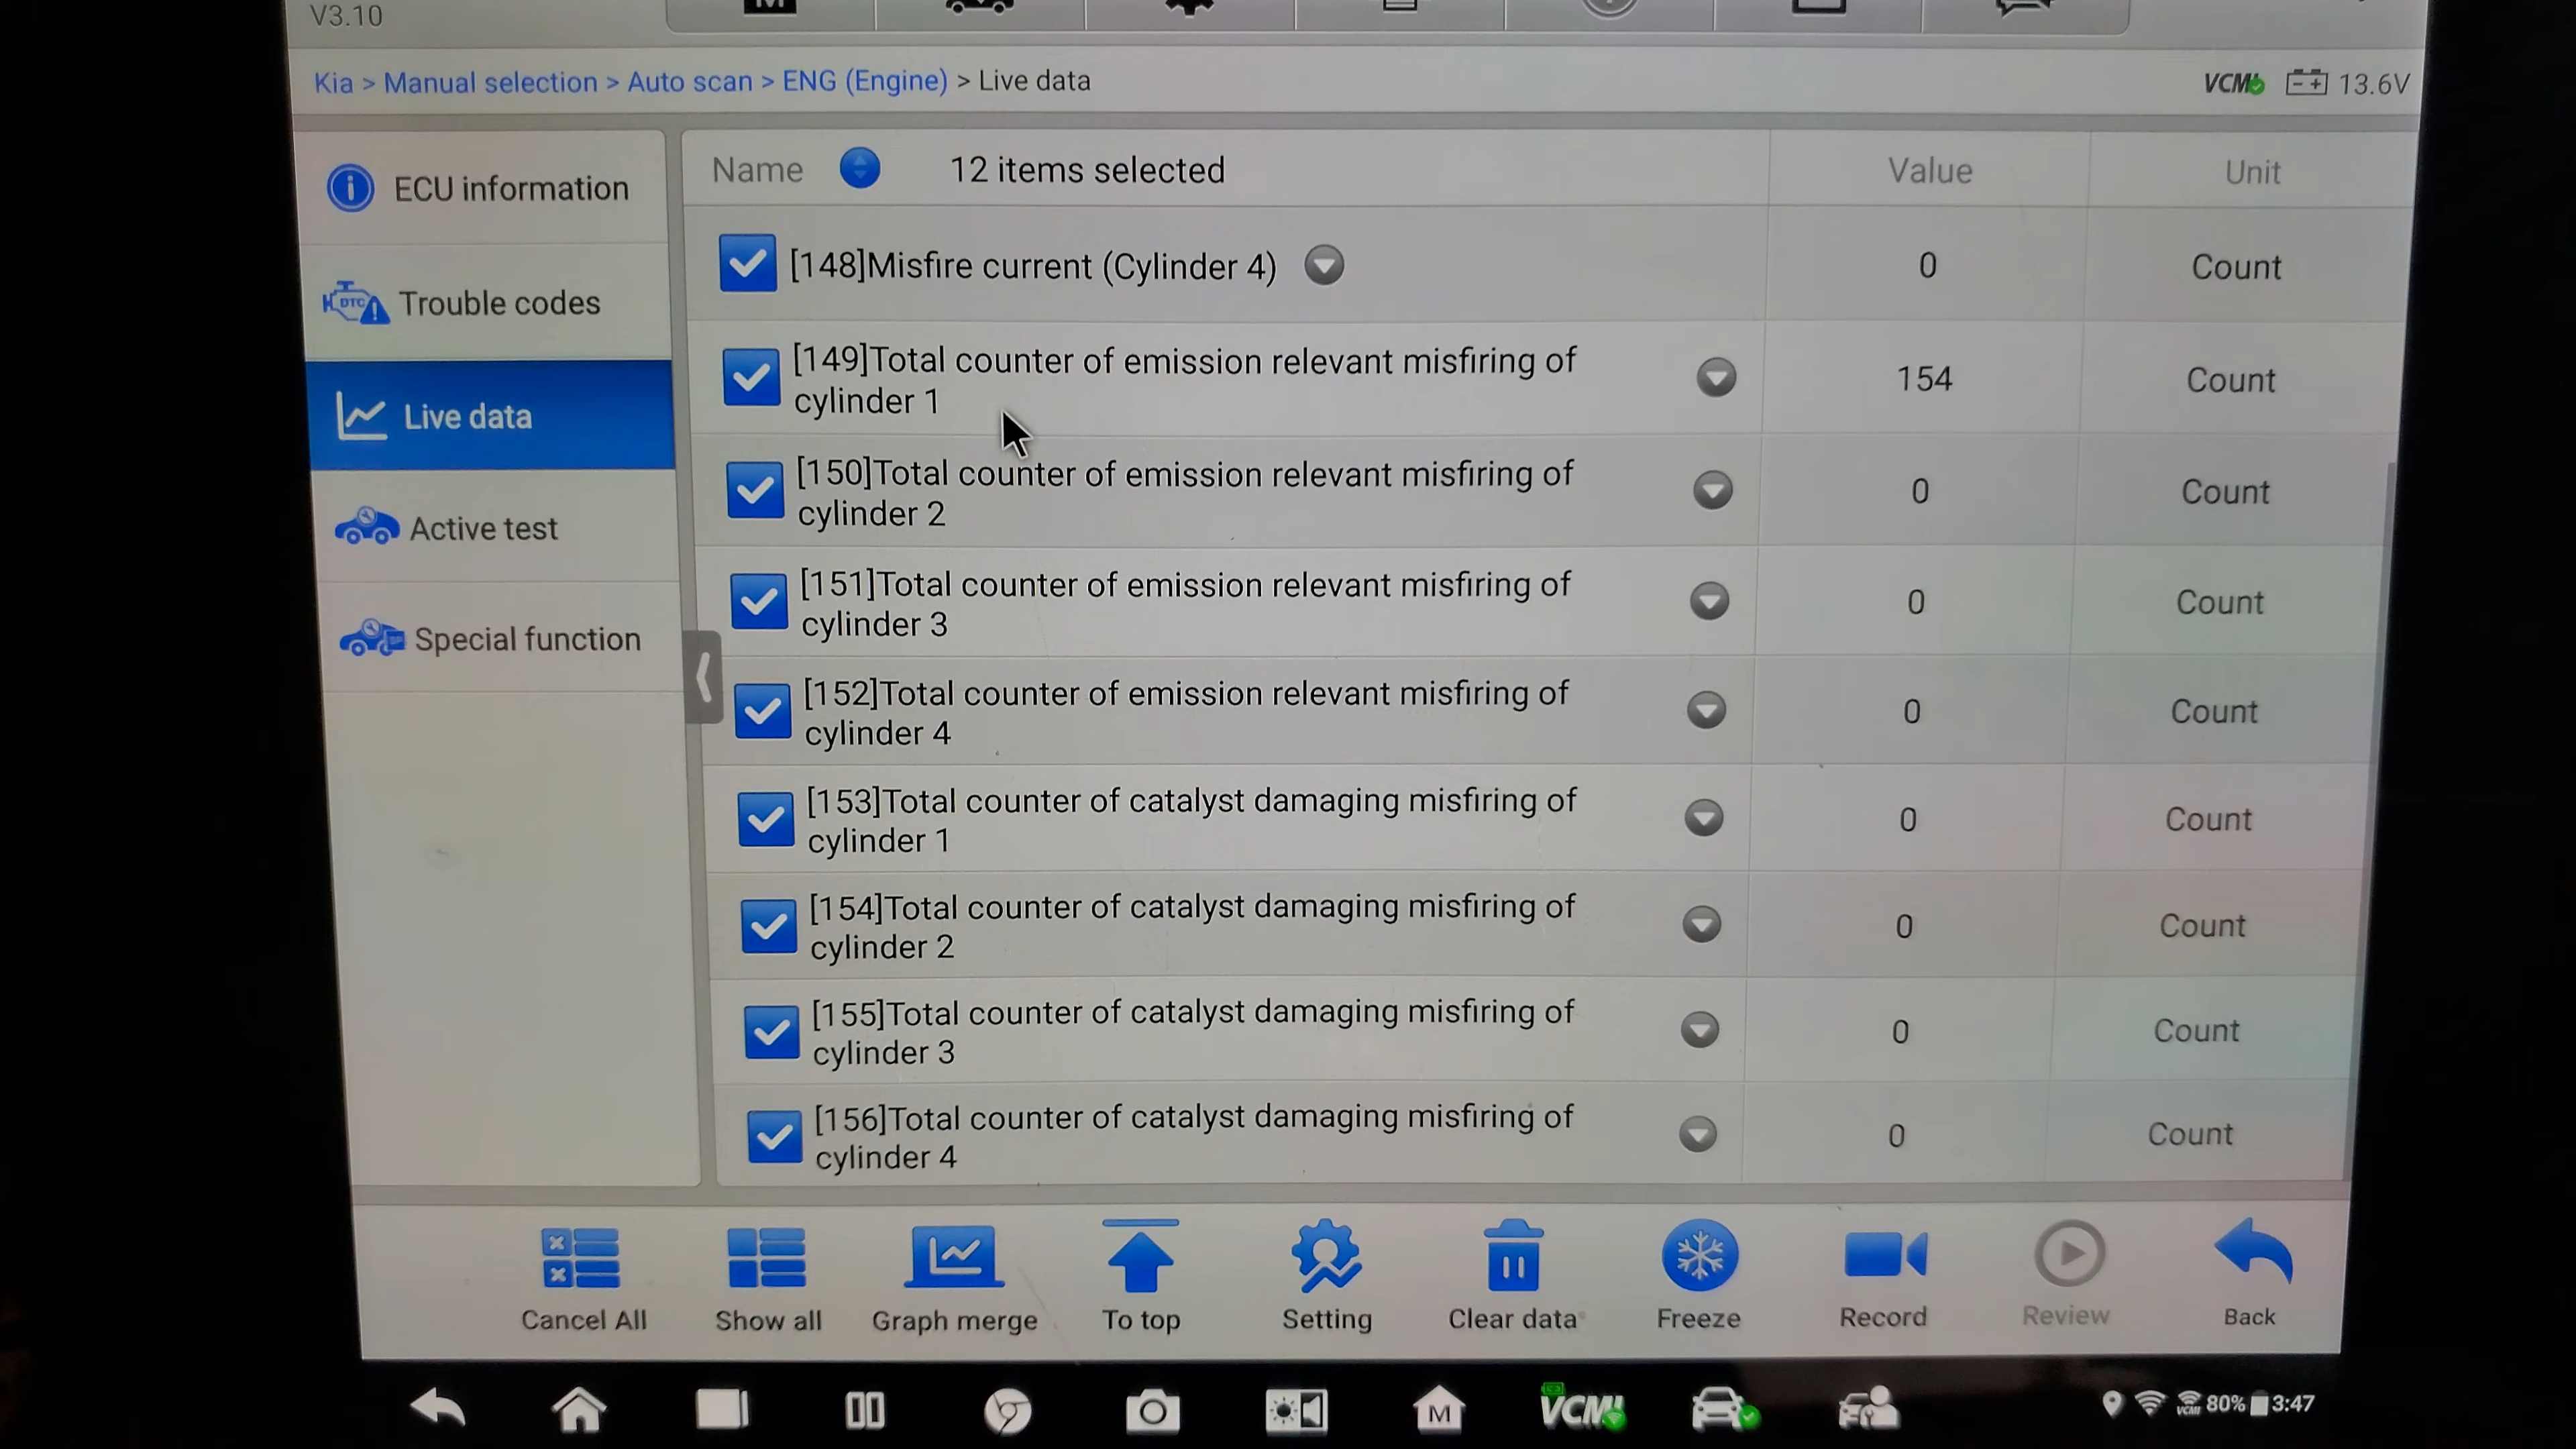 V3.10
Kia > Manual selection > Auto scan > ENG (Engine) > Live data
VCMI
13.6V
ECU information
Trouble codes
Live data
Active test
Special function
Name
12 items selected
Value
Unit
[148]Misfire current (Cylinder 4)
0
Count
[149]Total counter of emission relevant misfiring of
cylinder 1
154
Count
[150]Total counter of emission relevant misfiring of
cylinder 2
0
Count
[151]Total counter of emission relevant misfiring of
cylinder 3
0
Count
[152]Total counter of emission relevant misfiring of
cylinder 4
0
Count
[153]Total counter of catalyst damaging misfiring of
cylinder 1
0
Count
[154]Total counter of catalyst damaging misfiring of
cylinder 2
0
Count
[155]Total counter of catalyst damaging misfiring of
cylinder 3
0
Count
[156]Total counter of catalyst damaging misfiring of
cylinder 4
0
Count
Cancel All
Show all
Graph merge
To top
Setting
Clear data
Freeze
Record
Review
Back
M
VCMI
80%
3:47
DTC